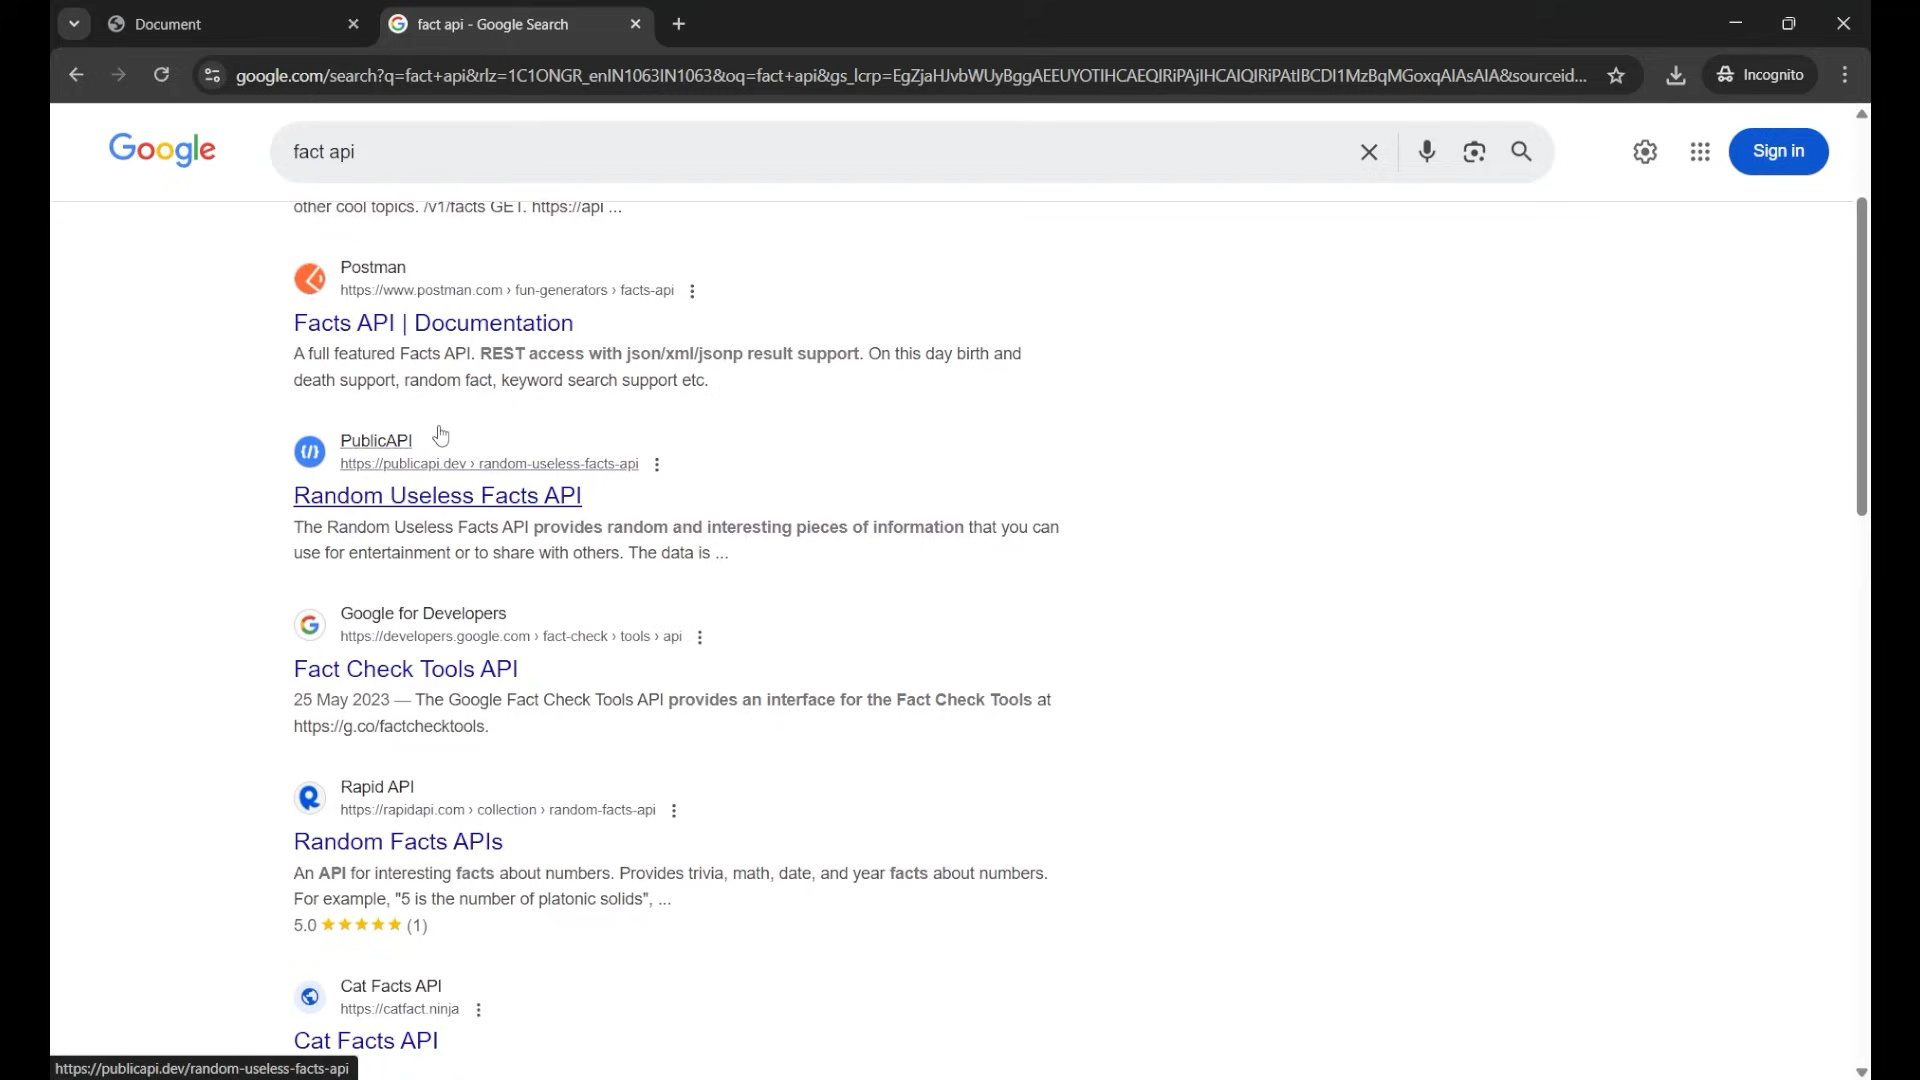 Document
fact api - Google Search
google.com/search?q=fact+api&rlz=1C1ONGR_enIN1063IN1063&oq=fact+api&gs_lcrp=EgZjaHJvbWUyBggAEEUYOTIHCAEQIRiPAjIHCAIQIRiPAtIBCDI1MzBqMGoxqAIAsAIA&sourceid...
Incognito
Google
fact api
Sign in
other cool topics. /v1/facts GET. https://api ...
Postman
https://www.postman.com › fun-generators › facts-api
Facts API | Documentation
A full featured Facts API. REST access with json/xml/jsonp result support. On this day birth and
death support, random fact, keyword search support etc.
PublicAPI
https://publicapi.dev › random-useless-facts-api
Random Useless Facts API
The Random Useless Facts API provides random and interesting pieces of information that you can
use for entertainment or to share with others. The data is ...
Google for Developers
https://developers.google.com › fact-check › tools › api
Fact Check Tools API
25 May 2023 — The Google Fact Check Tools API provides an interface for the Fact Check Tools at
https://g.co/factchecktools.
Rapid API
https://rapidapi.com › collection › random-facts-api
Random Facts APIs
An API for interesting facts about numbers. Provides trivia, math, date, and year facts about numbers.
For example, "5 is the number of platonic solids", ...
5.0 ★★★★★ (1)
Cat Facts API
https://catfact.ninja
Cat Facts API
https://publicapi.dev/random-useless-facts-api